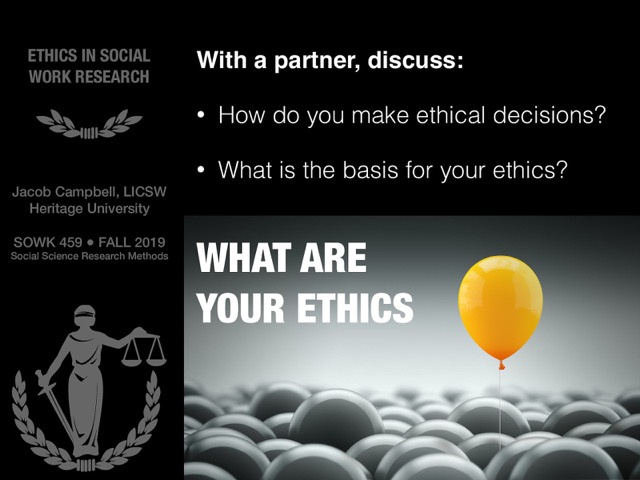 ETHICS IN SOCIAL
WORK RESEARCH
Jacob Campbell, LICSW
Heritage University
SOWK 459 ● FALL 2019
Social Science Research Methods
With a partner, discuss:
• How do you make ethical decisions?
• What is the basis for your ethics?
WHAT ARE
YOUR ETHICS